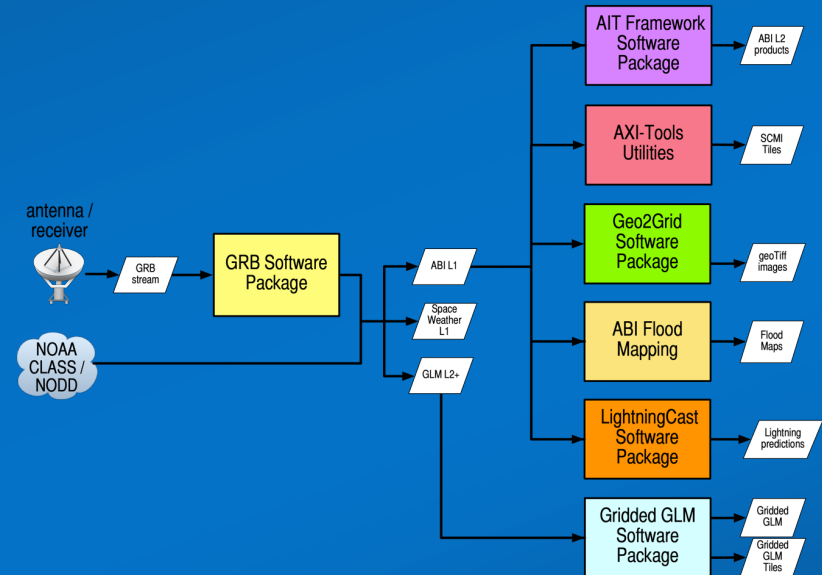 AIT Framework
Software
Package
ABI L2
products
AXI-Tools
Utilities
SCMI
Tiles
antenna /
receiver
GRB
stream
GRB Software
Package
ABI L1
Space
Weather
L1
GLM L2+
NOAA
CLASS /
NODD
Geo2Grid
Software
Package
geoTiff
images
ABI Flood
Mapping
Flood
Maps
LightningCast
Software
Package
Lightning
predictions
Gridded GLM
Software
Package
Gridded
GLM
Gridded
GLM
Tiles